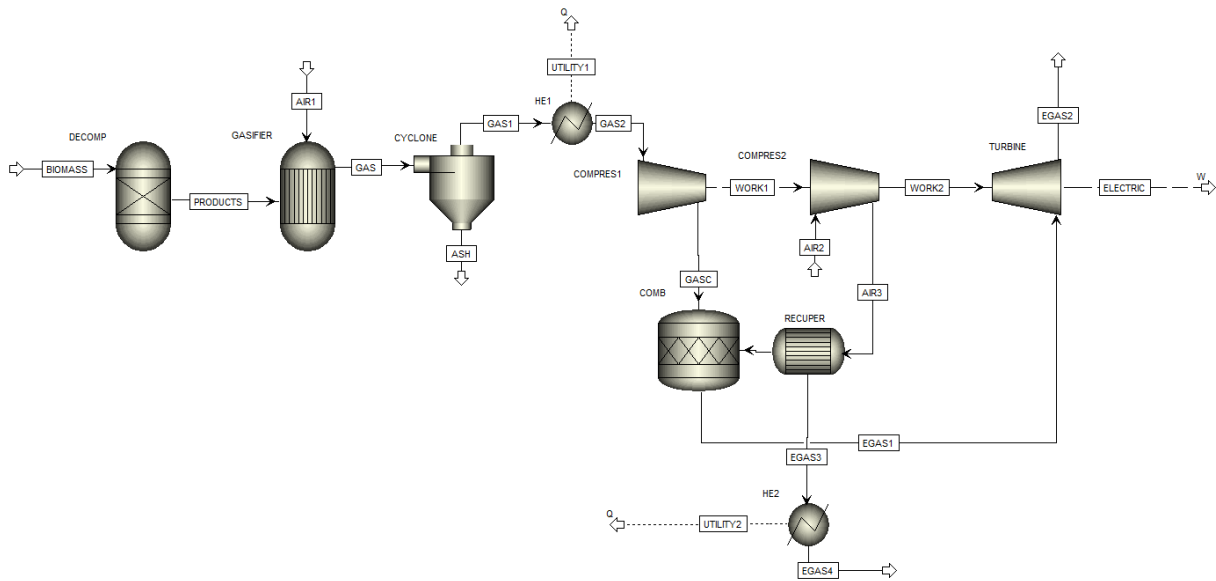 Q
UTILITY1
AIR1
HE1
EGAS2
DECOMP
GASIFIER
CYCLONE
GAS1
GAS2
COMPRES2
TURBINE
BIOMASS
GAS
COMPRES1
PRODUCTS
WORK1
WORK2
ELECTRIC
W
ASH
AIR2
GASC
AIR3
COMB
RECUPER
EGAS1
EGAS3
HE2
Q
UTILITY2
EGAS4